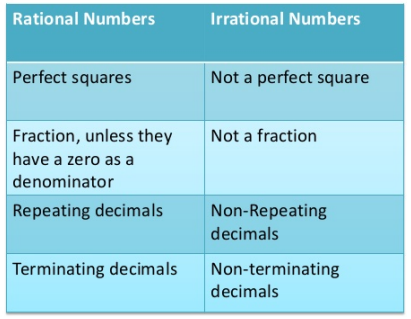 Rational Numbers
Irrational Numbers
Perfect squares
Not a perfect square
Fraction, unless they
have a zero as a
denominator
Not a fraction
Repeating decimals
Non-Repeating
decimals
Terminating decimals
Non-terminating
decimals